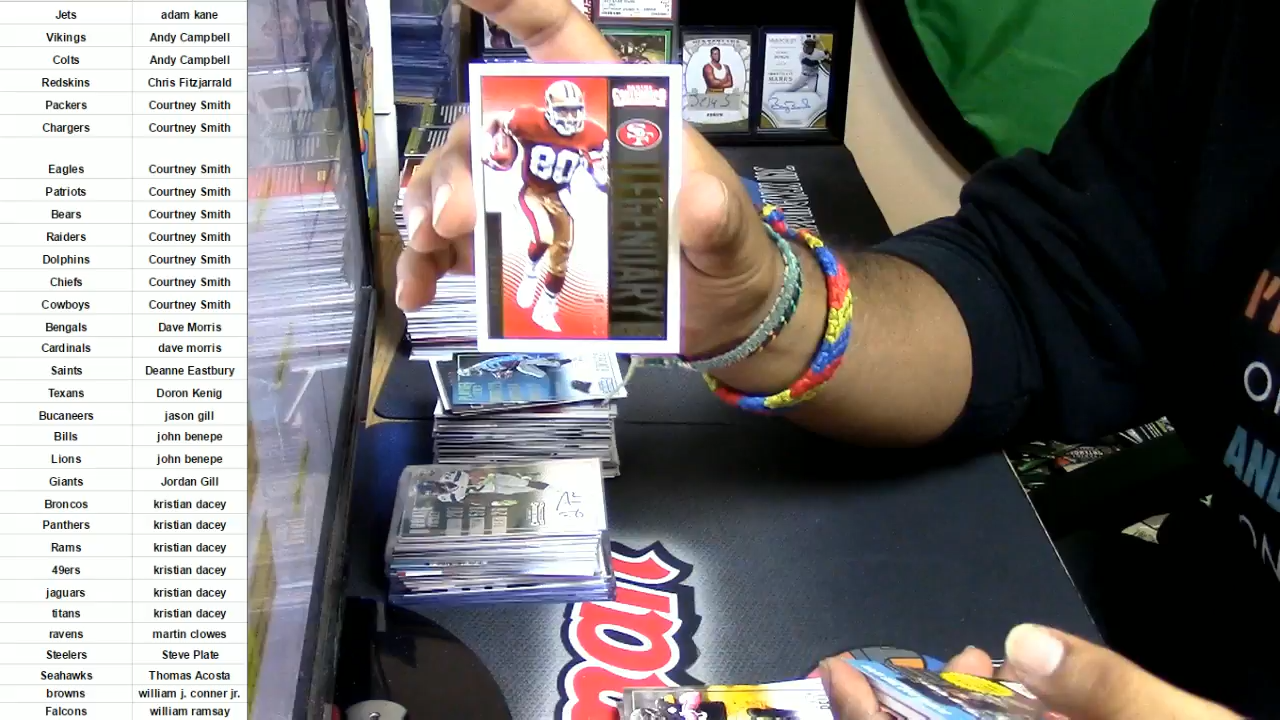 Jets adam kane
Vikings Andy Campbell
Colts Andy Campbell
Redskins Chris Fitzjarrald
Packers Courtney Smith
Chargers Courtney Smith
Eagles Courtney Smith
Patriots Courtney Smith
Bears Courtney Smith
Raiders Courtney Smith
Dolphins Courtney Smith
Chiefs Courtney Smith
Cowboys Courtney Smith
Bengals Dave Morris
Cardinals dave morris
Saints Deanne Eastbury
Texans Doron Kenig
Bucaneers jason gill
Bills john benepe
Lions john benepe
Giants Jordan Gill
Broncos kristian dacey
Panthers kristian dacey
Rams kristian dacey
49ers kristian dacey
jaguars kristian dacey
titans kristian dacey
ravens martin clowes
Steelers Steve Plate
Seahawks Thomas Acosta
browns william j. conner jr.
Falcons william ramsay
SF
80
LEGENDARY
MARKS